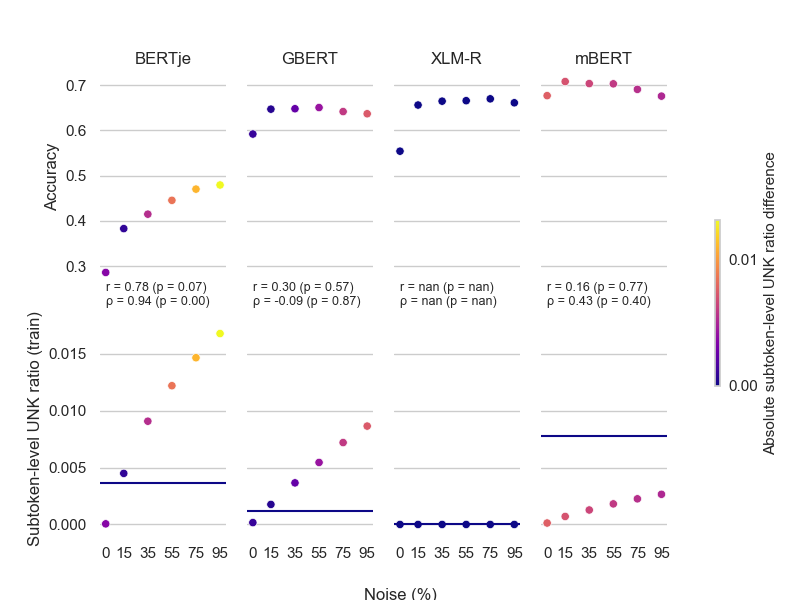 BERTje GBERT XLM-R mBERT
0.7
0.6
0.5
0.4
0.3
Accuracy
r = 0.78 (p = 0.07) r = 0.30 (p = 0.57) r = nan (p = nan) r = 0.16 (p = 0.77)
ρ = 0.94 (p = 0.00) ρ = -0.09 (p = 0.87) ρ = nan (p = nan) ρ = 0.43 (p = 0.40)
0.015
0.010
0.005
0.000
Subtoken-level UNK ratio (train)
0 15 35 55 75 95 0 15 35 55 75 95 0 15 35 55 75 95 0 15 35 55 75 95
Noise (%)
0.01
0.00
Absolute subtoken-level UNK ratio difference